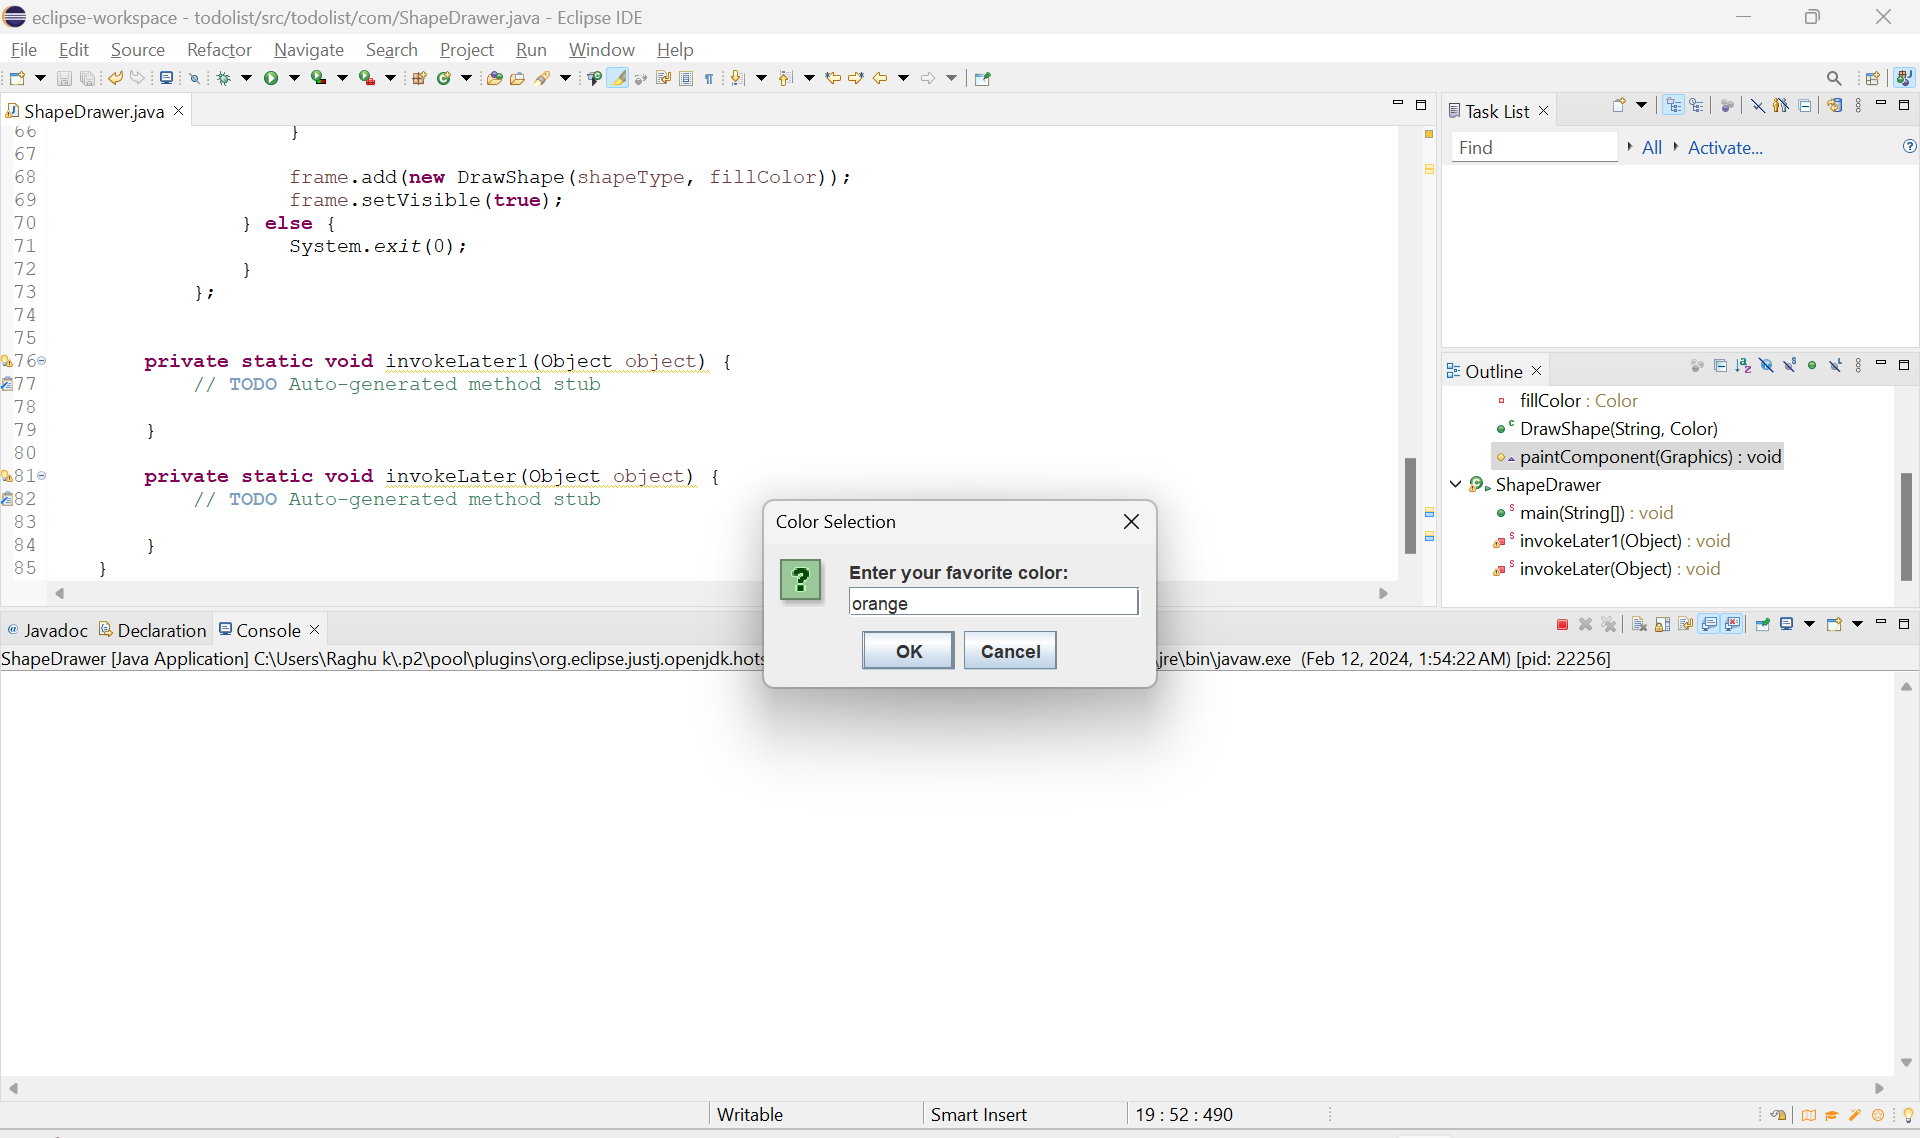 eclipse-workspace - todolist/src/todolist/com/ShapeDrawer.java - Eclipse IDE
File Edit Source Refactor Navigate Search Project Run Window Help
ShapeDrawer.java
66 }
67
68 frame.add(new DrawShape(shapeType, fillColor));
69 frame.setVisible(true);
70 } else {
71 System.exit(0);
72 }
73 };
74
75
76 private static void invokeLater1(Object object) {
77 // TODO Auto-generated method stub
78
79 }
80
81 private static void invokeLater(Object object) {
82 // TODO Auto-generated method stub
83
84 }
85 }
Task List
Find All Activate...
Outline
fillColor : Color
DrawShape(String, Color)
paintComponent(Graphics) : void
ShapeDrawer
main(String[]) : void
invokeLater1(Object) : void
invokeLater(Object) : void
Color Selection
Enter your favorite color:
orange
OK Cancel
Javadoc Declaration Console
ShapeDrawer [Java Application] C:\Users\Raghu k\.p2\pool\plugins\org.eclipse.justj.openjdk.hots \jre\bin\javaw.exe (Feb 12, 2024, 1:54:22 AM) [pid: 22256]
Writable Smart Insert 19 : 52 : 490